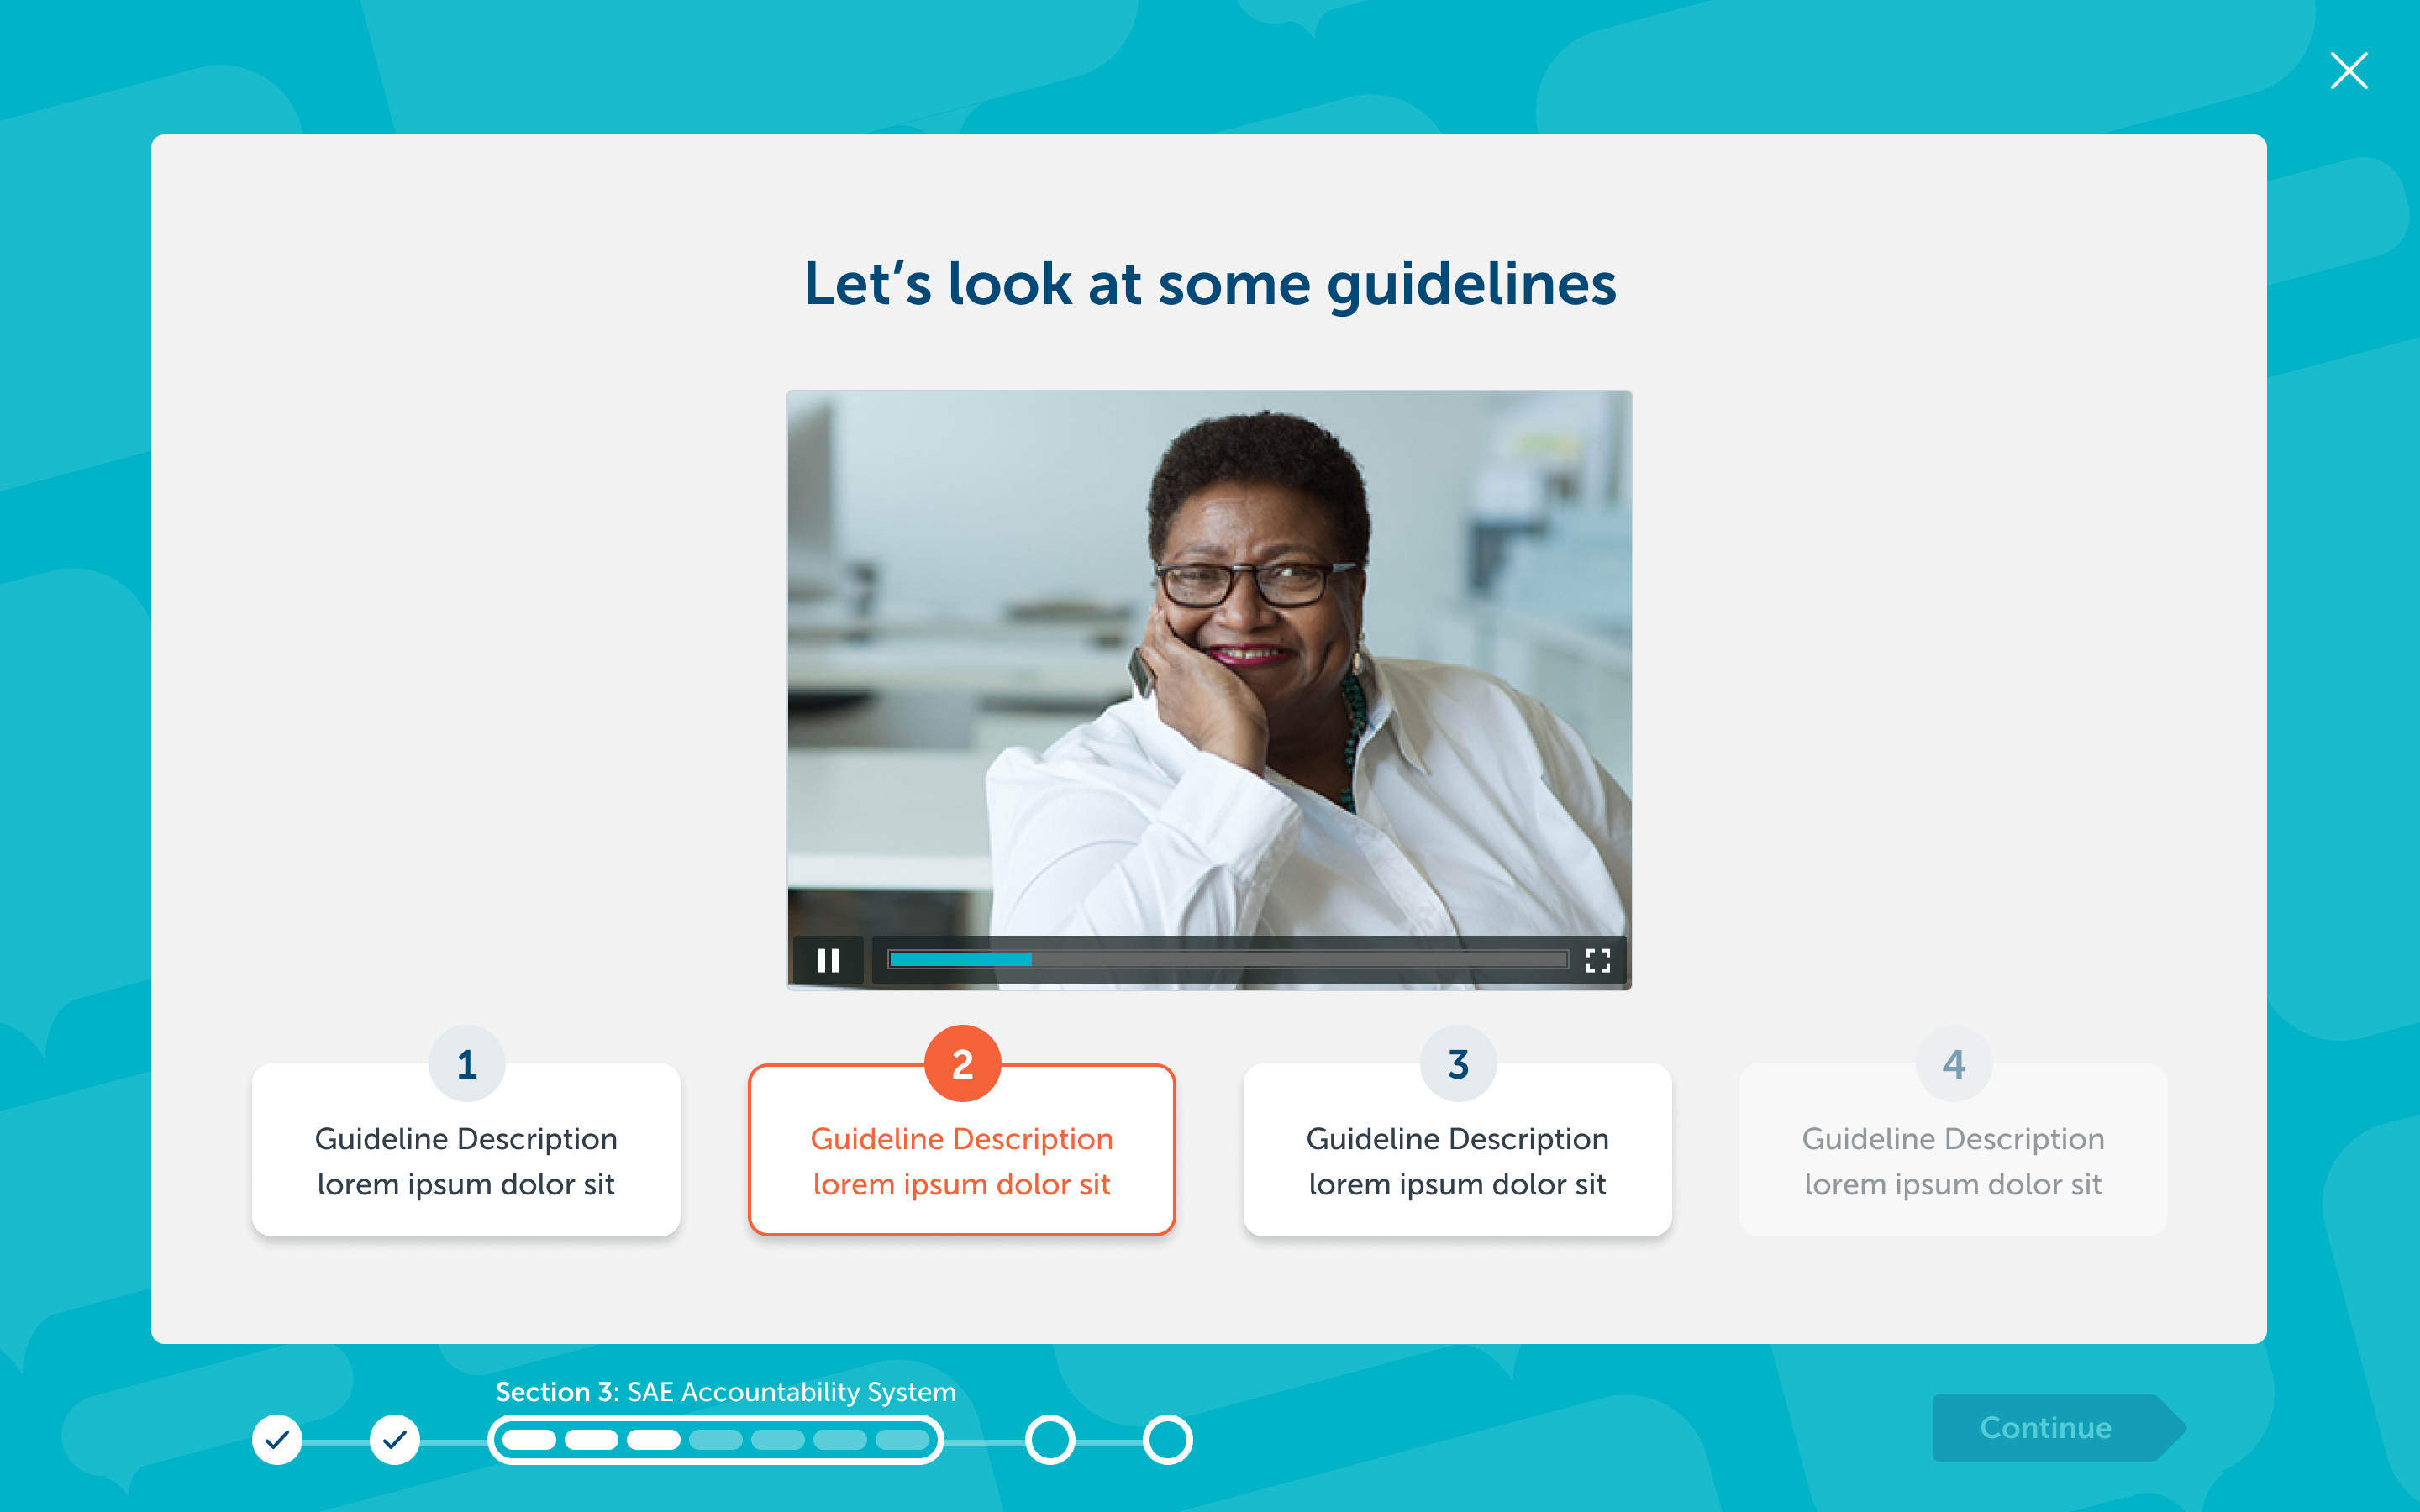 Let’s look at some guidelines
1
Guideline Description
lorem ipsum dolor sit
2
Guideline Description
lorem ipsum dolor sit
3
Guideline Description
lorem ipsum dolor sit
4
Guideline Description
lorem ipsum dolor sit
Section 3: SAE Accountability System
Continue